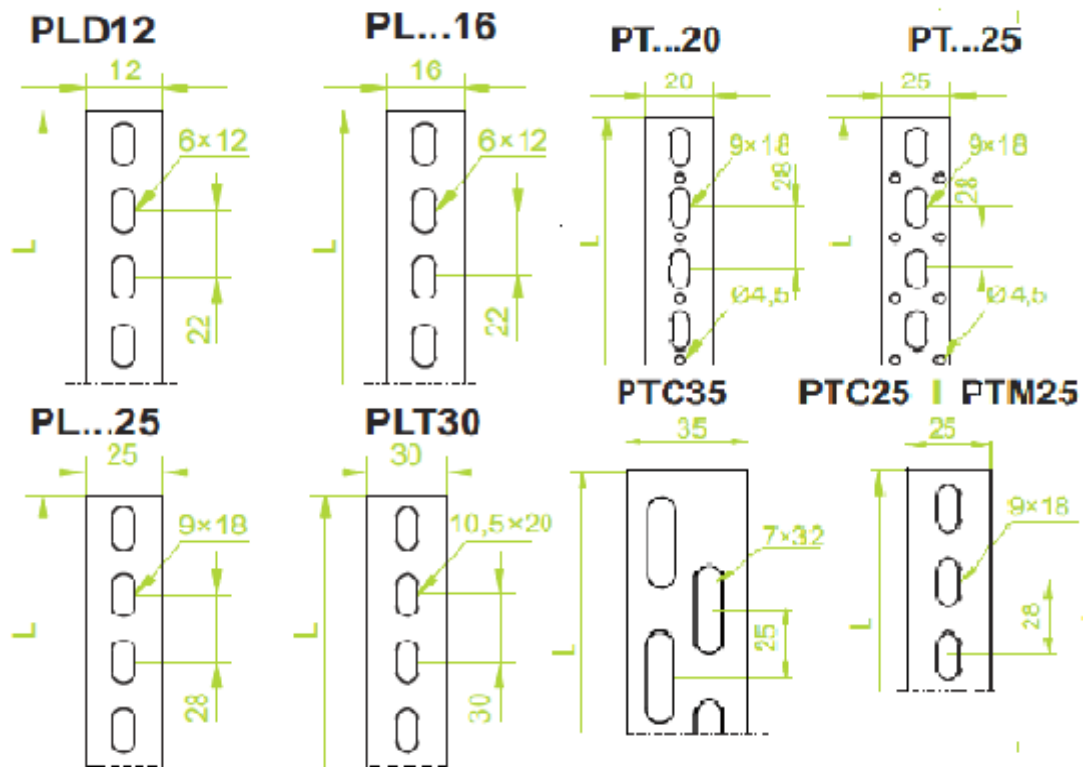 PLD12
12
6×12
L
22
PL...16
16
6×12
L
22
PT...20
20
9×18
28
L
Ø4,5
PT...25
25
9×18
28
L
Ø4,5
PL...25
25
9×18
L
28
PLT30
30
10,5×20
L
30
PTC35
35
7×32
25
L
PTC25 I PTM25
25
9×18
28
L